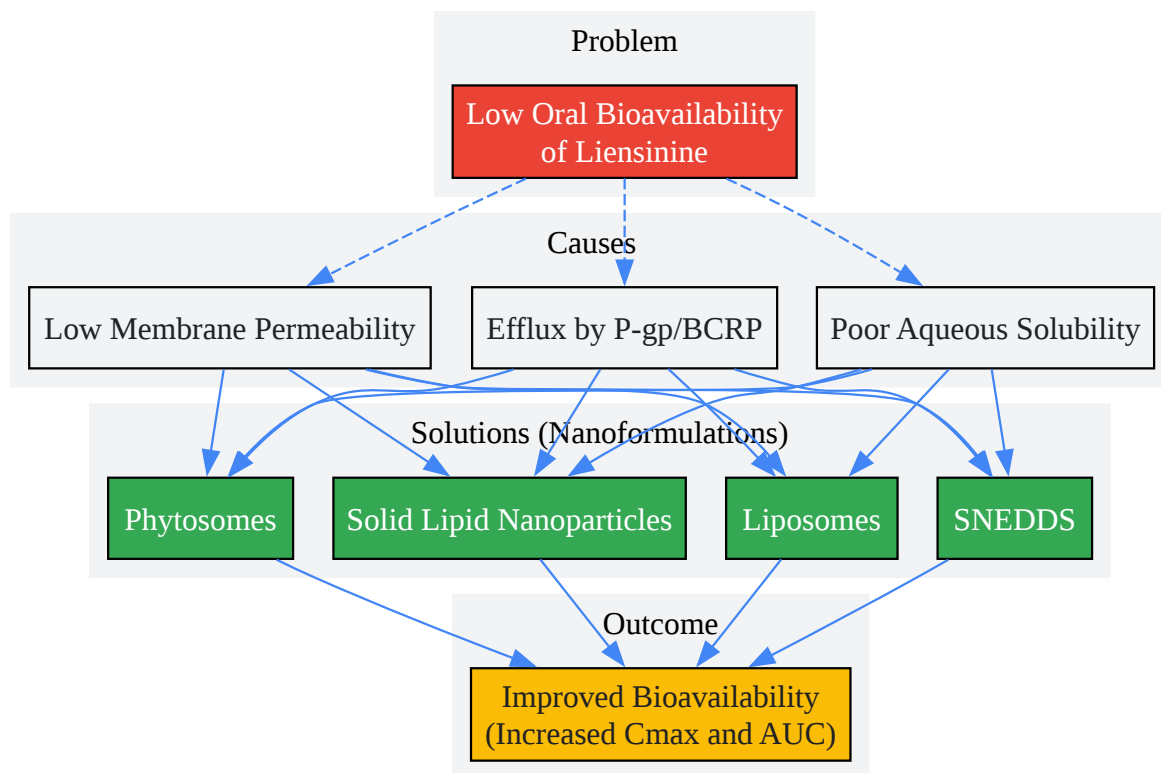 Problem
Low Oral Bioavailability
of Liensinine
Causes
Low Membrane Permeability
Efflux by P-gp/BCRP
Poor Aqueous Solubility
Solutions (Nanoformulations)
Phytosomes
Solid Lipid Nanoparticles
Liposomes
SNEDDS
Outcome
Improved Bioavailability
(Increased Cmax and AUC)